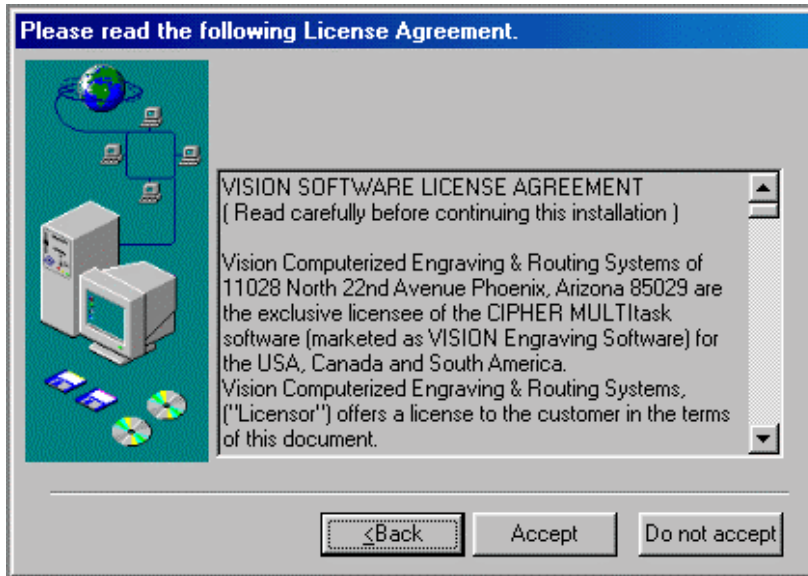 Please read the following License Agreement.
VISION SOFTWARE LICENSE AGREEMENT
( Read carefully before continuing this installation )
Vision Computerized Engraving & Routing Systems of
11028 North 22nd Avenue Phoenix, Arizona 85029 are
the exclusive licensee of the CIPHER MULTItask
software (marketed as VISION Engraving Software) for
the USA, Canada and South America.
Vision Computerized Engraving & Routing Systems,
("Licensor") offers a license to the customer in the terms
of this document.
<Back
Accept
Do not accept